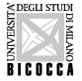 UNIVERSITA'
DEGLI STUDI
DI MILANO
BICOCCA